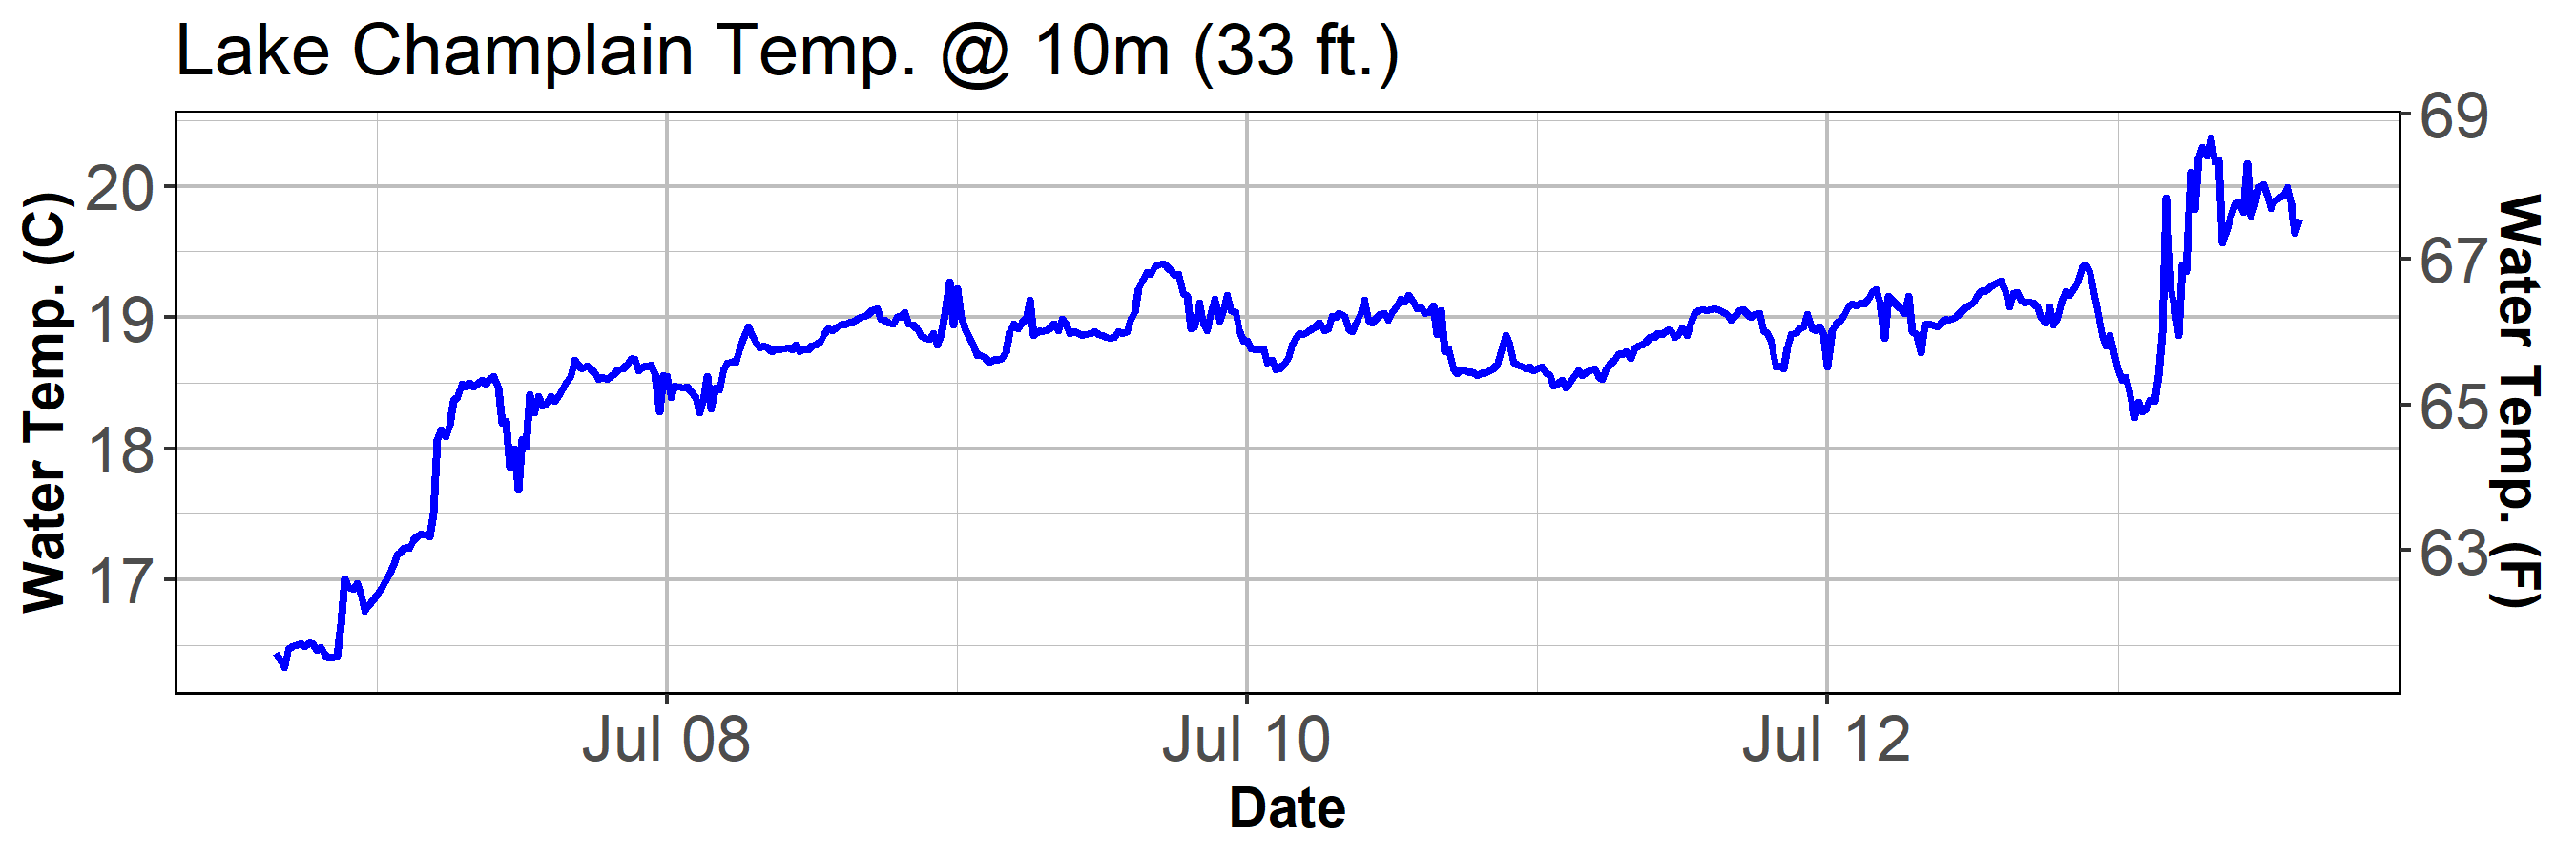 Lake Champlain Temp. @ 10m (33 ft.)
Water Temp. (C)
20
19
18
17
69
67
65
63
Water Temp. (F)
Jul 08
Jul 10
Jul 12
Date